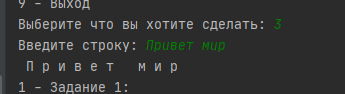 9 - Выход
Выберите что вы хотите сделать: 3
Введите строку: Привет мир
 П р и в е т   м и р
1 - Задание 1: